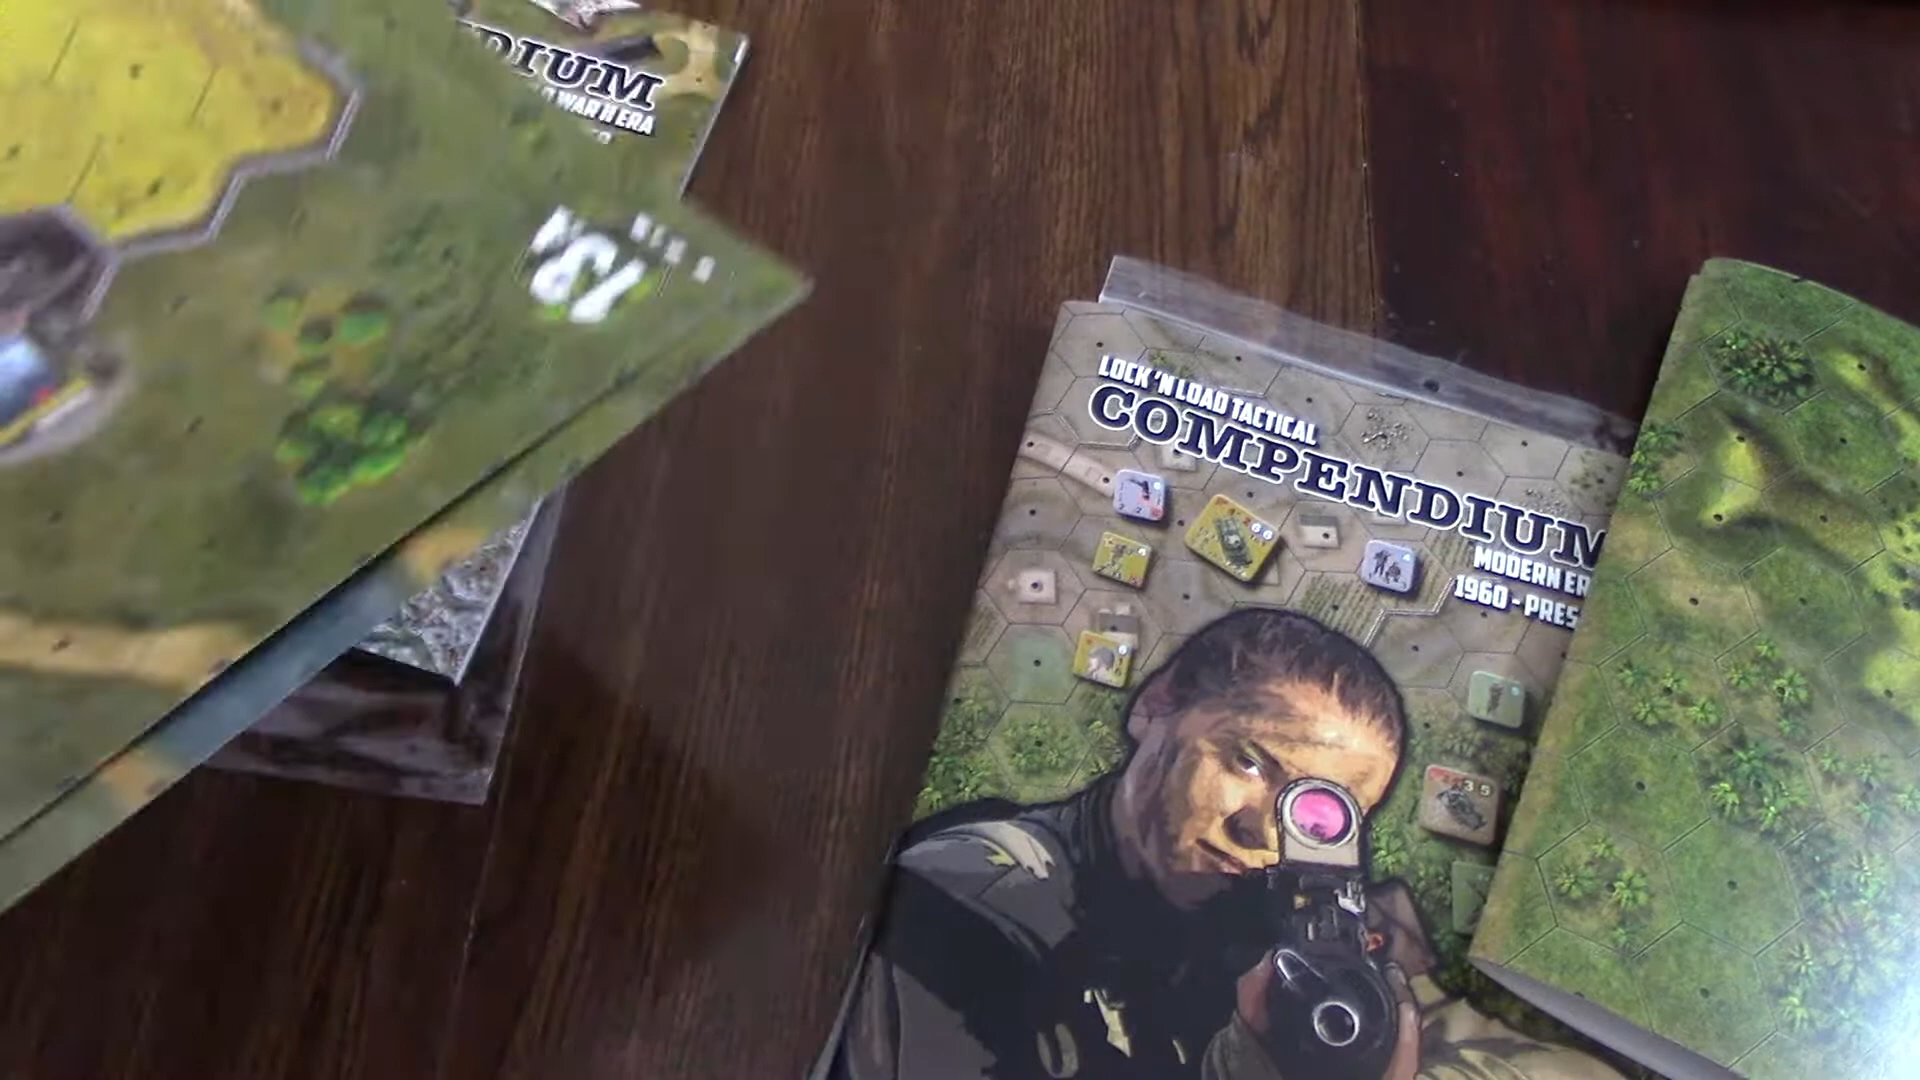 DIUM
WAR II ERA
LOCK 'N LOAD TACTICAL
COMPENDIUM
MODERN ER
1960 - PRES